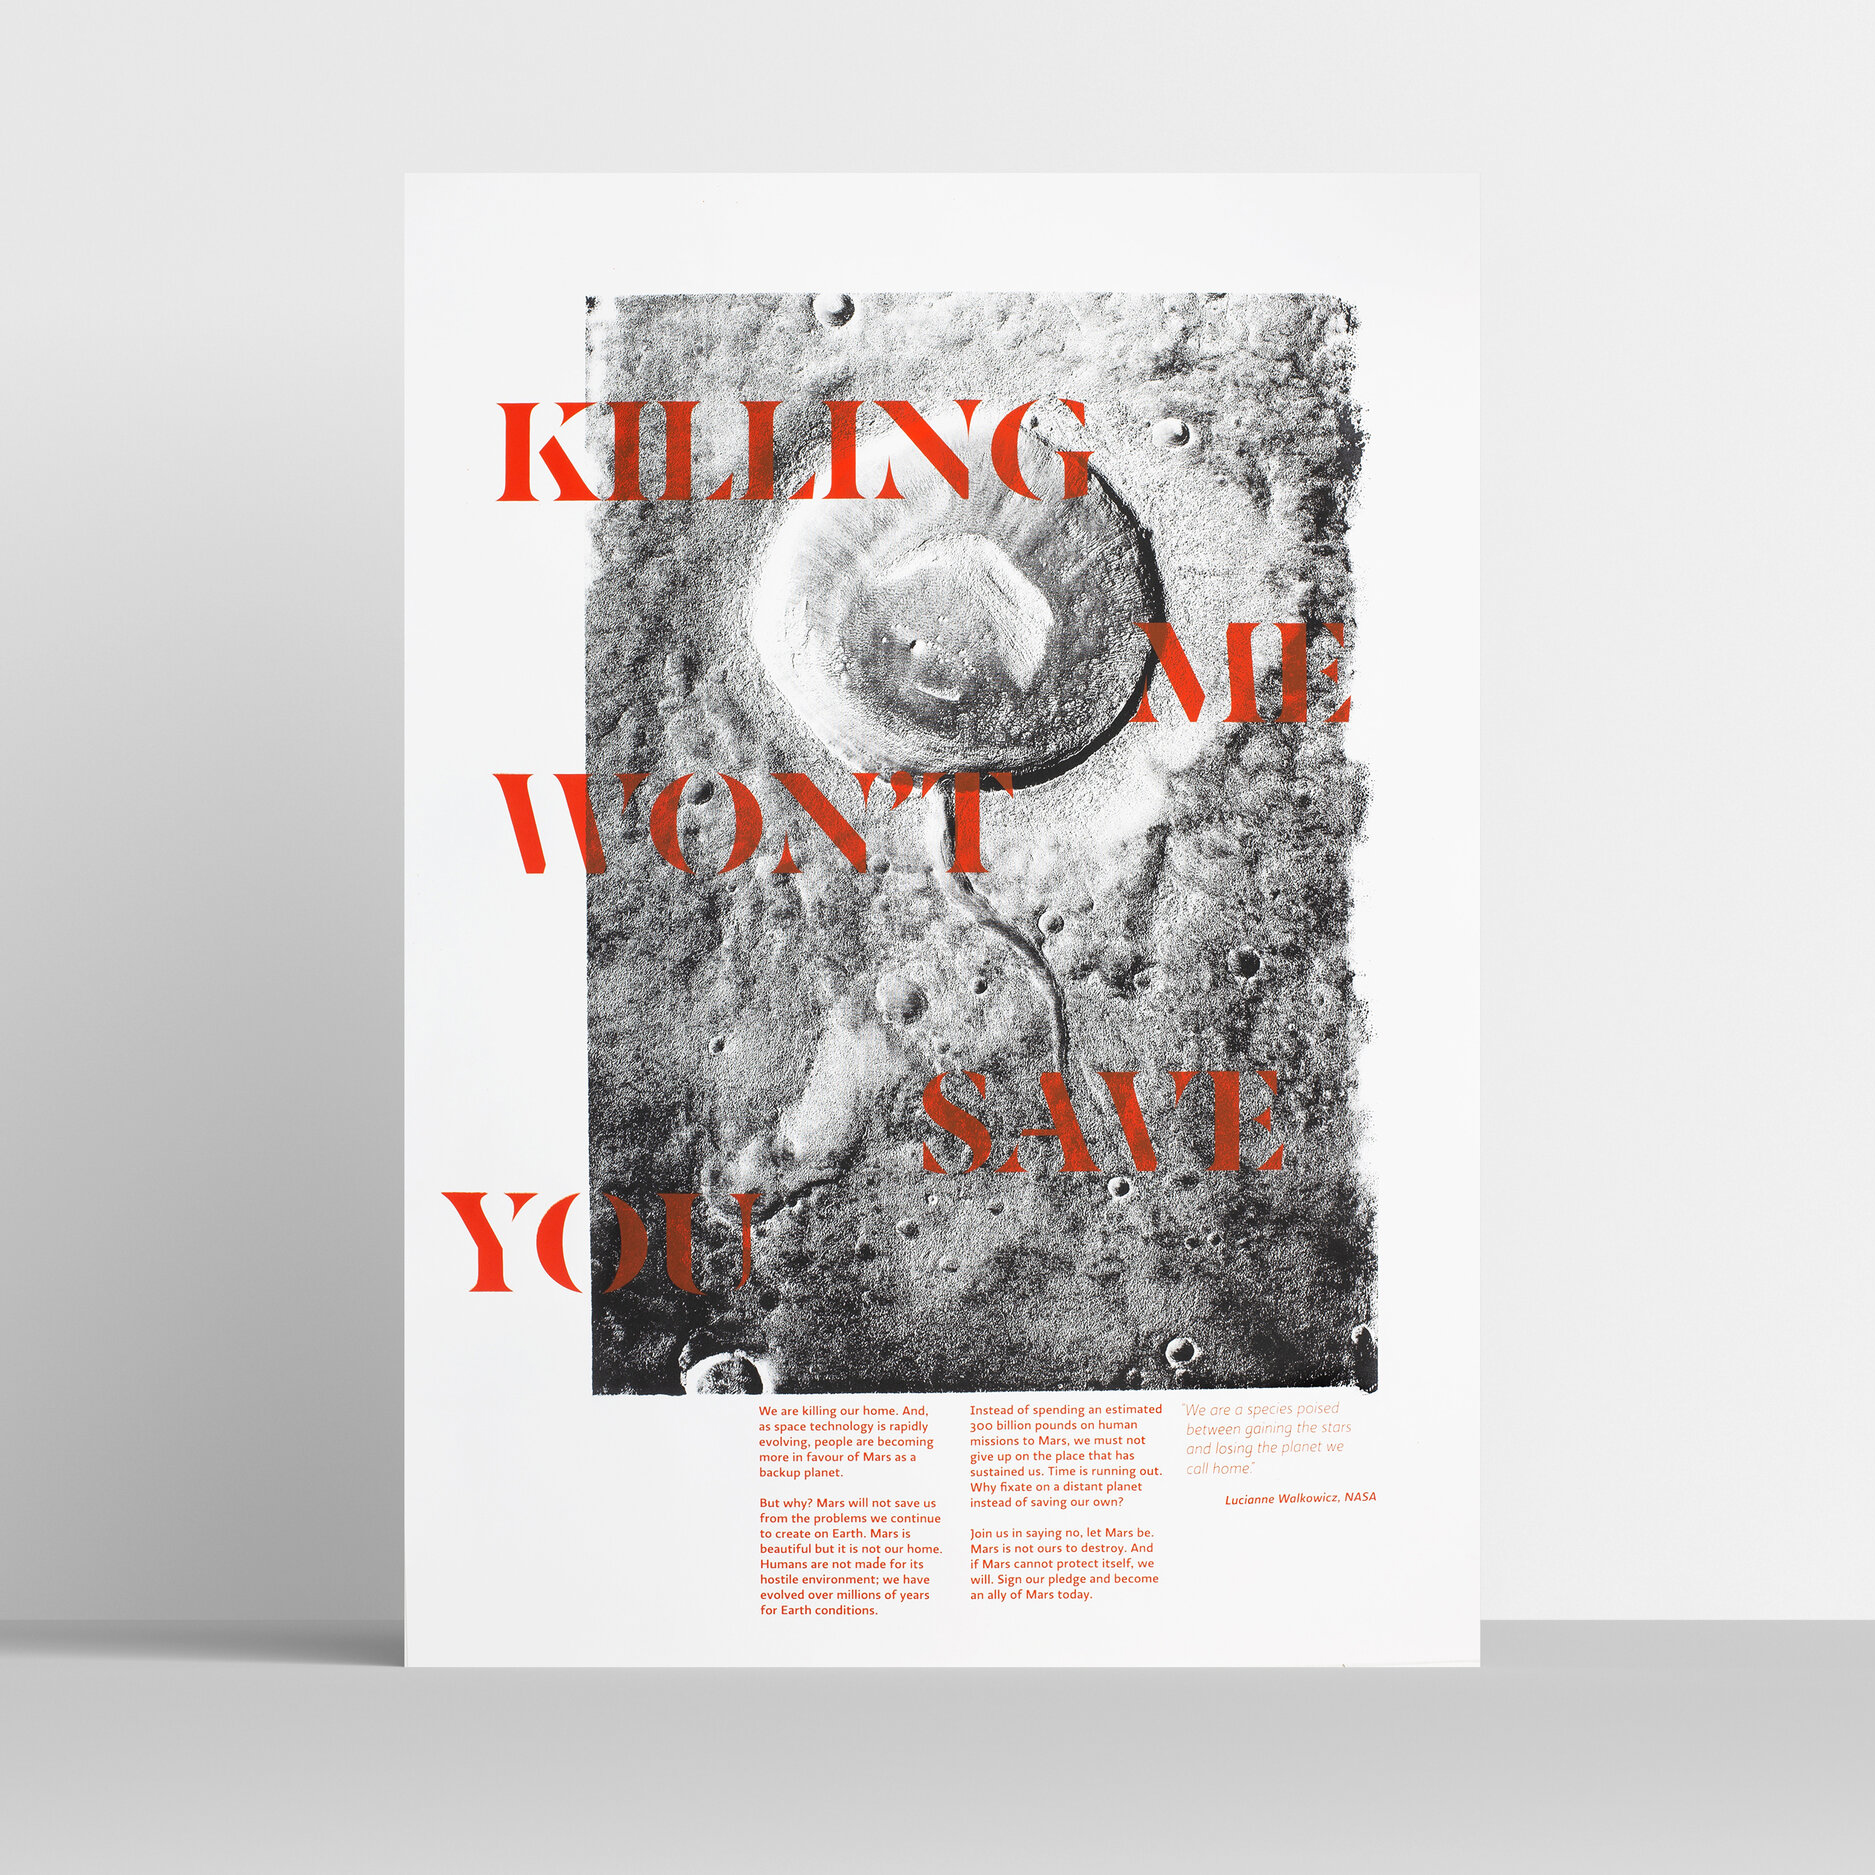 KILLING
ME
WON'T
SAVE
YOU
We are killing our home. And,
as space technology is rapidly
evolving, people are becoming
more in favour of Mars as a
backup planet.
But why? Mars will not save us
from the problems we continue
to create on Earth. Mars is
beautiful but it is not our home.
Humans are not made for its
hostile environment; we have
evolved over millions of years
for Earth conditions.
Instead of spending an estimated
300 billion pounds on human
missions to Mars, we must not
give up on the place that has
sustained us. Time is running out.
Why fixate on a distant planet
instead of saving our own?
Join us in saying no, let Mars be.
Mars is not ours to destroy. And
if Mars cannot protect itself, we
will. Sign our pledge and become
an ally of Mars today.
"We are a species poised
between gaining the stars
and losing the planet we
call home."
Lucianne Walkowicz, NASA